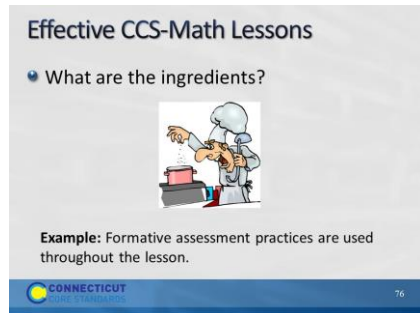 Effective CCS-Math Lessons
What are the ingredients?
Example: Formative assessment practices are used
throughout the lesson.
CONNECTICUT
CORE STANDARDS
76